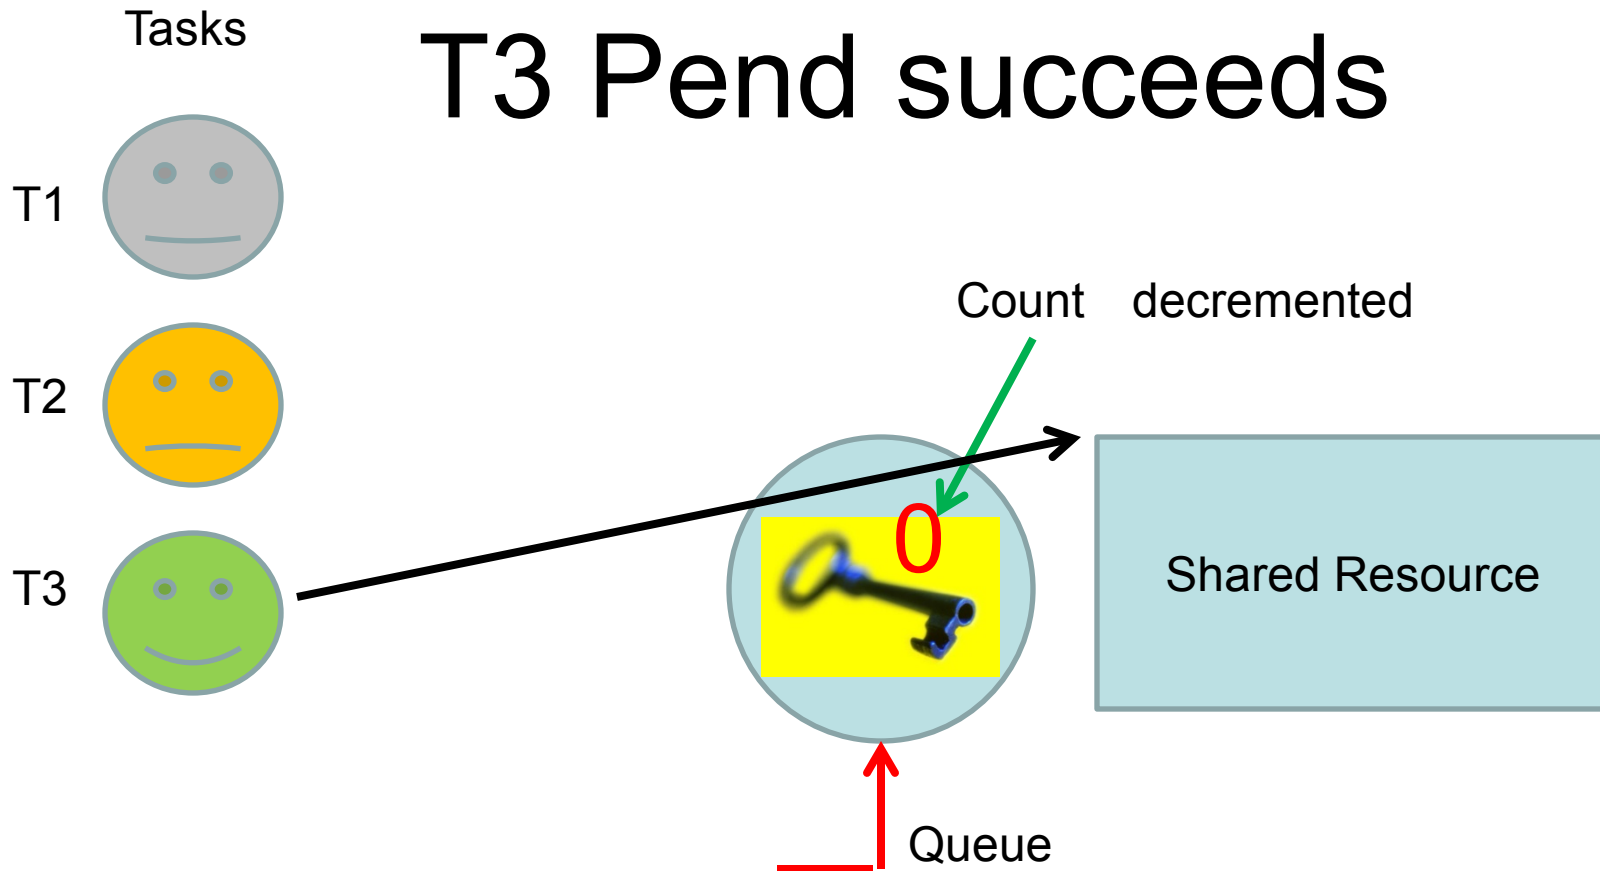 Tasks
T3 Pend succeeds
T1
Count decremented
T2
0
T3
Shared Resource
Queue